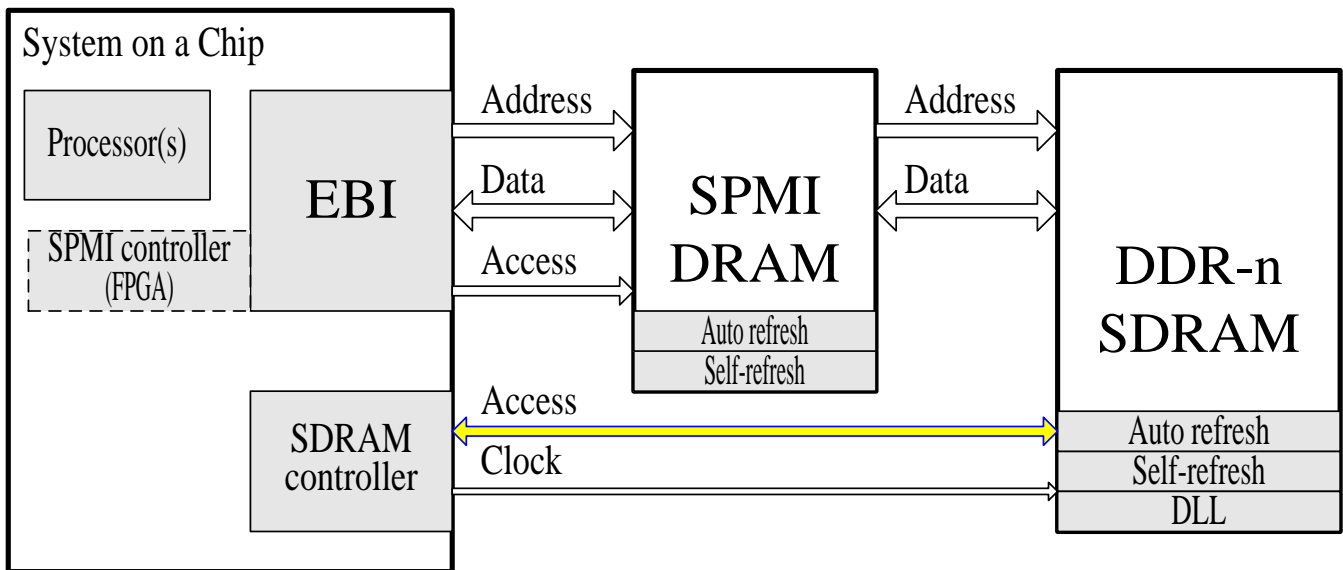 System on a Chip
Processor(s)
EBI
SPMI controller
(FPGA)
SDRAM
controller
Address
Data
Access
SPMI
DRAM
Auto refresh
Self-refresh
Address
Data
Access
Clock
DDR-n
SDRAM
Auto refresh
Self-refresh
DLL